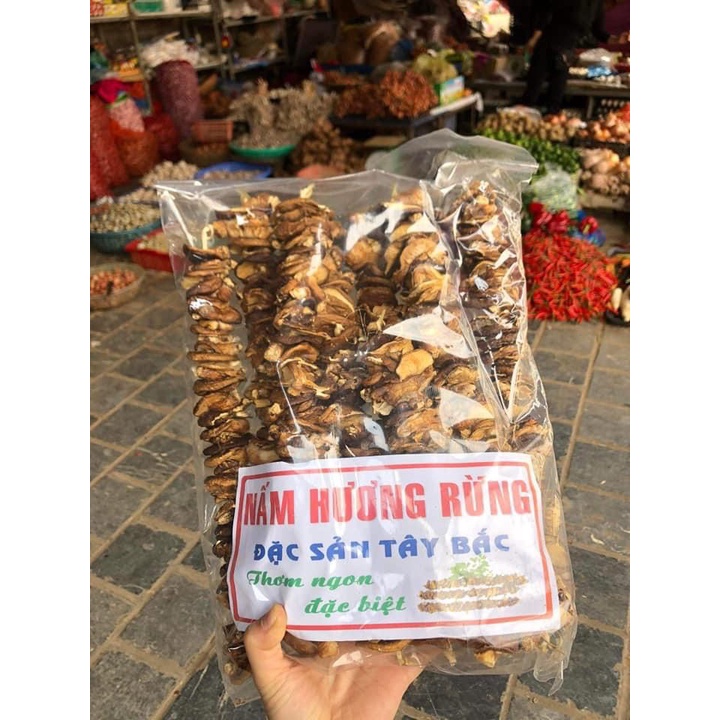 NẤM HƯƠNG RỪNG
ĐẶC SẢN TÂY BẮC
Thơm ngon
đặc biệt